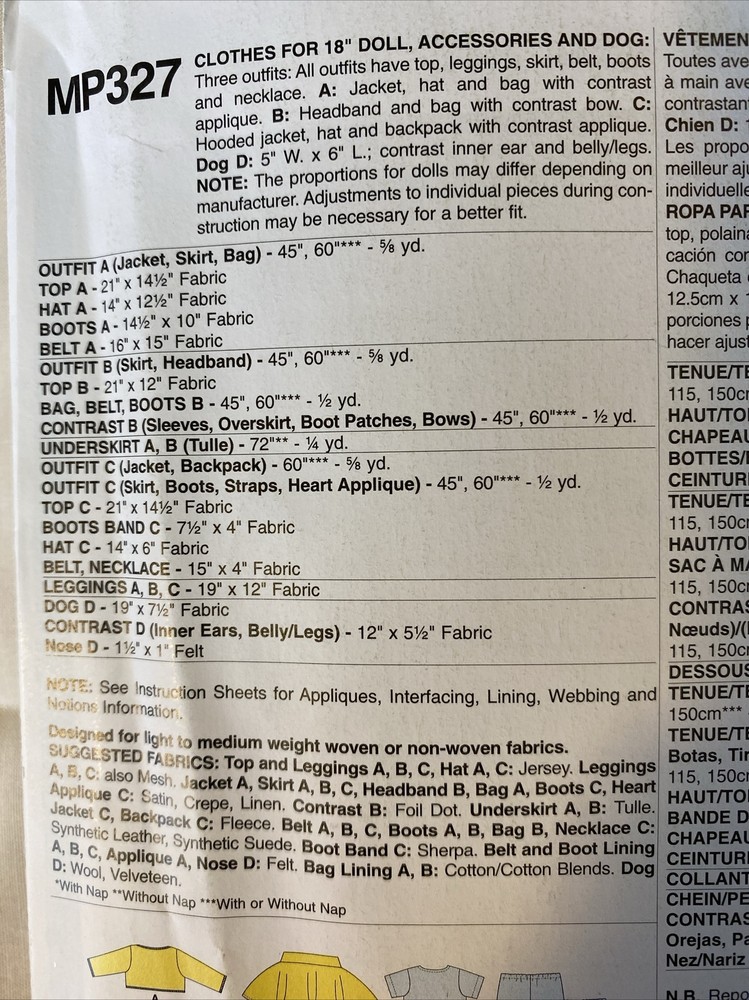 MP327
CLOTHES FOR 18" DOLL, ACCESSORIES AND DOG:
Three outfits: All outfits have top, leggings, skirt, belt, boots
and necklace. A: Jacket, hat and bag with contrast
applique. B: Headband and bag with contrast bow. C:
Hooded jacket, hat and backpack with contrast applique.
Dog D: 5" W. x 6" L.; contrast inner ear and belly/legs.
NOTE: The proportions for dolls may differ depending on
manufacturer. Adjustments to individual pieces during con-
struction may be necessary for a better fit.
OUTFIT A (Jacket, Skirt, Bag) - 45", 60"*** - ⅝ yd.
TOP A - 21" x 14½" Fabric
HAT A - 14" x 12½" Fabric
BOOTS A - 14½" x 10" Fabric
BELT A - 16" x 15" Fabric
OUTFIT B (Skirt, Headband) - 45", 60"*** - ⅝ yd.
TOP B - 21" x 12" Fabric
BAG, BELT, BOOTS B - 45", 60"*** - ½ yd.
CONTRAST B (Sleeves, Overskirt, Boot Patches, Bows) - 45", 60"*** - ½ yd.
UNDERSKIRT A, B (Tulle) - 72"** - ¼ yd.
OUTFIT C (Jacket, Backpack) - 60"*** - ⅝ yd.
OUTFIT C (Skirt, Boots, Straps, Heart Applique) - 45", 60"*** - ½ yd.
TOP C - 21" x 14½" Fabric
BOOTS BAND C - 7½" x 4" Fabric
HAT C - 14" x 6" Fabric
BELT, NECKLACE - 15" x 4" Fabric
LEGGINGS A, B, C - 19" x 12" Fabric
DOG D - 19" x 7½" Fabric
CONTRAST D (Inner Ears, Belly/Legs) - 12" x 5½" Fabric
Nose D - 1½" x 1" Felt
NOTE: See Instruction Sheets for Appliques, Interfacing, Lining, Webbing and
Notions Information.
Designed for light to medium weight woven or non-woven fabrics.
SUGGESTED FABRICS: Top and Leggings A, B, C, Hat A, C: Jersey. Leggings
A, B, C: also Mesh. Jacket A, Skirt A, B, C, Headband B, Bag A, Boots C, Heart
Applique C: Satin, Crepe, Linen. Contrast B: Foil Dot. Underskirt A, B: Tulle.
Jacket C, Backpack C: Fleece. Belt A, B, C, Boots A, B, Bag B, Necklace C:
Synthetic Leather, Synthetic Suede. Boot Band C: Sherpa. Belt and Boot Lining
A, B, C, Applique A, Nose D: Felt. Bag Lining A, B: Cotton/Cotton Blends. Dog
D: Wool, Velveteen.
*With Nap **Without Nap ***With or Without Nap
A
VÊTEMEN
Toutes ave
à main ave
contrastant
Chien D: 1
Les propo
meilleur aju
individuelle
ROPA PAR
top, polaina
cación con
Chaqueta
12.5cm x
porciones p
hacer ajust
TENUE/TE
115, 150cm
HAUT/TO
CHAPEAU
BOTTES/
CEINTUR
TENUE/TE
115, 150cm
HAUT/TO
SAC À MA
115, 150c
CONTRAS
Nœuds)/(
115, 150c
DESSOUS
TENUE/T
150cm***
TENUE/T
Botas, Tir
115, 150c
HAUT/TO
BANDE D
CHAPEAU
CEINTUR
COLLANT
CHEIN/PE
CONTRAS
Orejas, Pa
Nez/Nariz
N.B. Repo